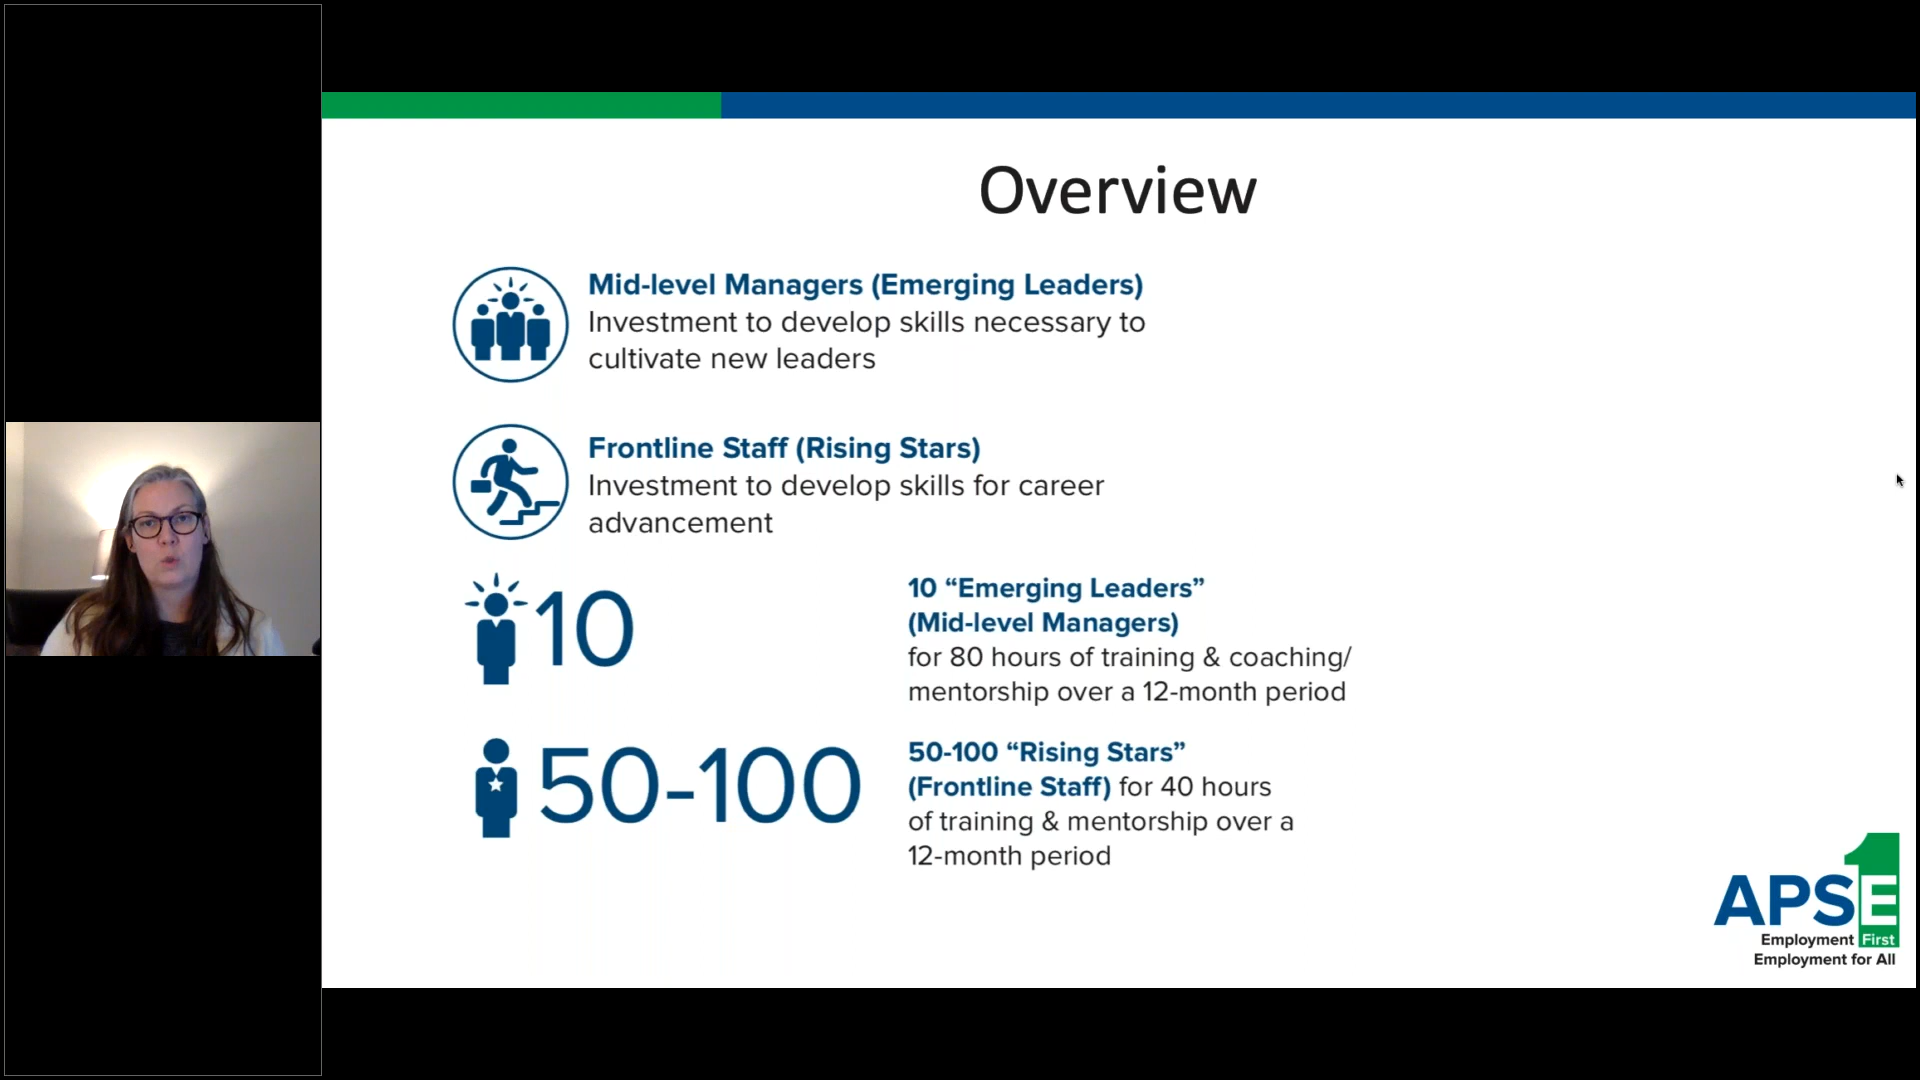 Overview
Mid-level Managers (Emerging Leaders)
Investment to develop skills necessary to
cultivate new leaders
Frontline Staff (Rising Stars)
Investment to develop skills for career
advancement
10
10 “Emerging Leaders”
(Mid-level Managers)
for 80 hours of training & coaching/
mentorship over a 12-month period
50-100
50-100 “Rising Stars”
(Frontline Staff) for 40 hours
of training & mentorship over a
12-month period
1
APSE
Employment First
Employment for All